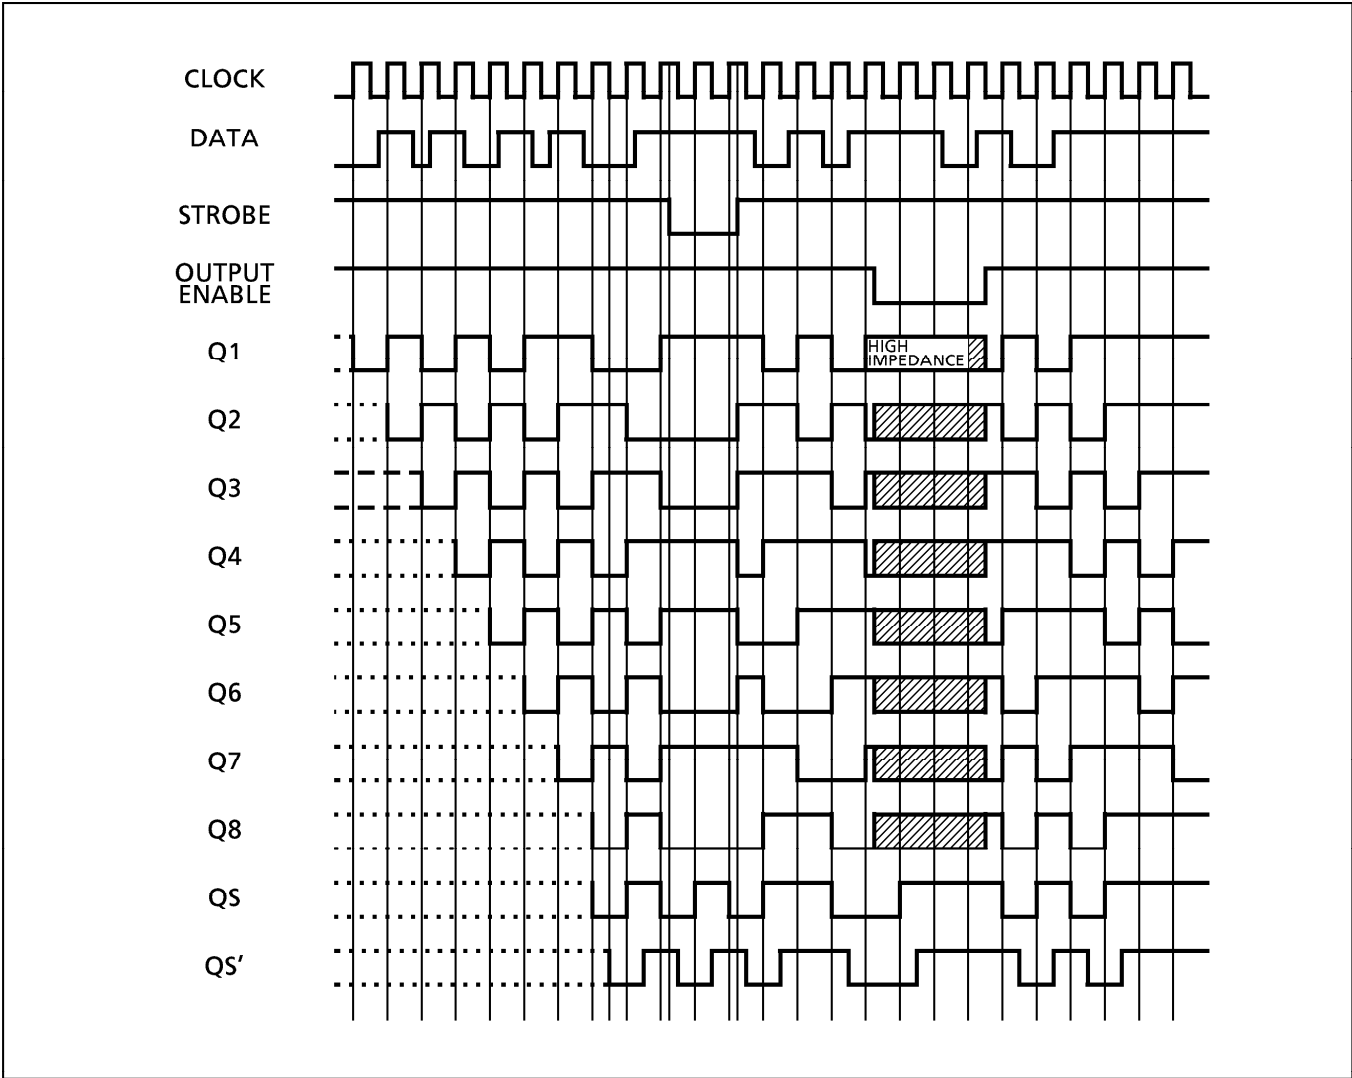 CLOCK
DATA
STROBE
OUTPUT
ENABLE
Q1
HIGH
IMPEDANCE
Q2
Q3
Q4
Q5
Q6
Q7
Q8
QS
QS′